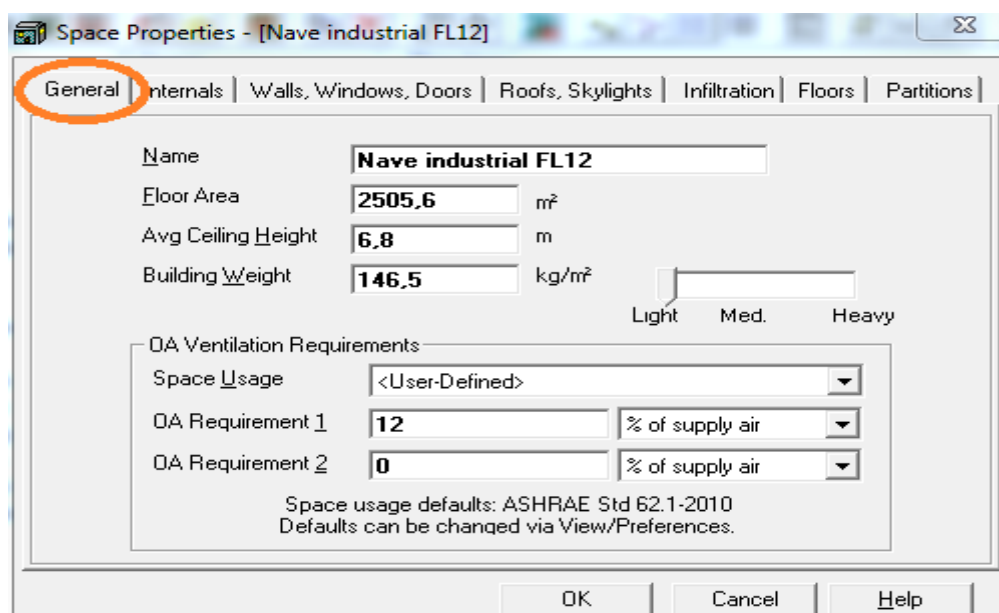 Space Properties - [Nave industrial FL12]
General Internals Walls, Windows, Doors Roofs, Skylights Infiltration Floors Partitions
Name Nave industrial FL12
Floor Area 2505,6 m²
Avg Ceiling Height 6,8 m
Building Weight 146,5 kg/m²
Light Med. Heavy
OA Ventilation Requirements
Space Usage <User-Defined>
OA Requirement 1 12 % of supply air
OA Requirement 2 0 % of supply air
Space usage defaults: ASHRAE Std 62.1-2010
Defaults can be changed via View/Preferences.
OK Cancel Help